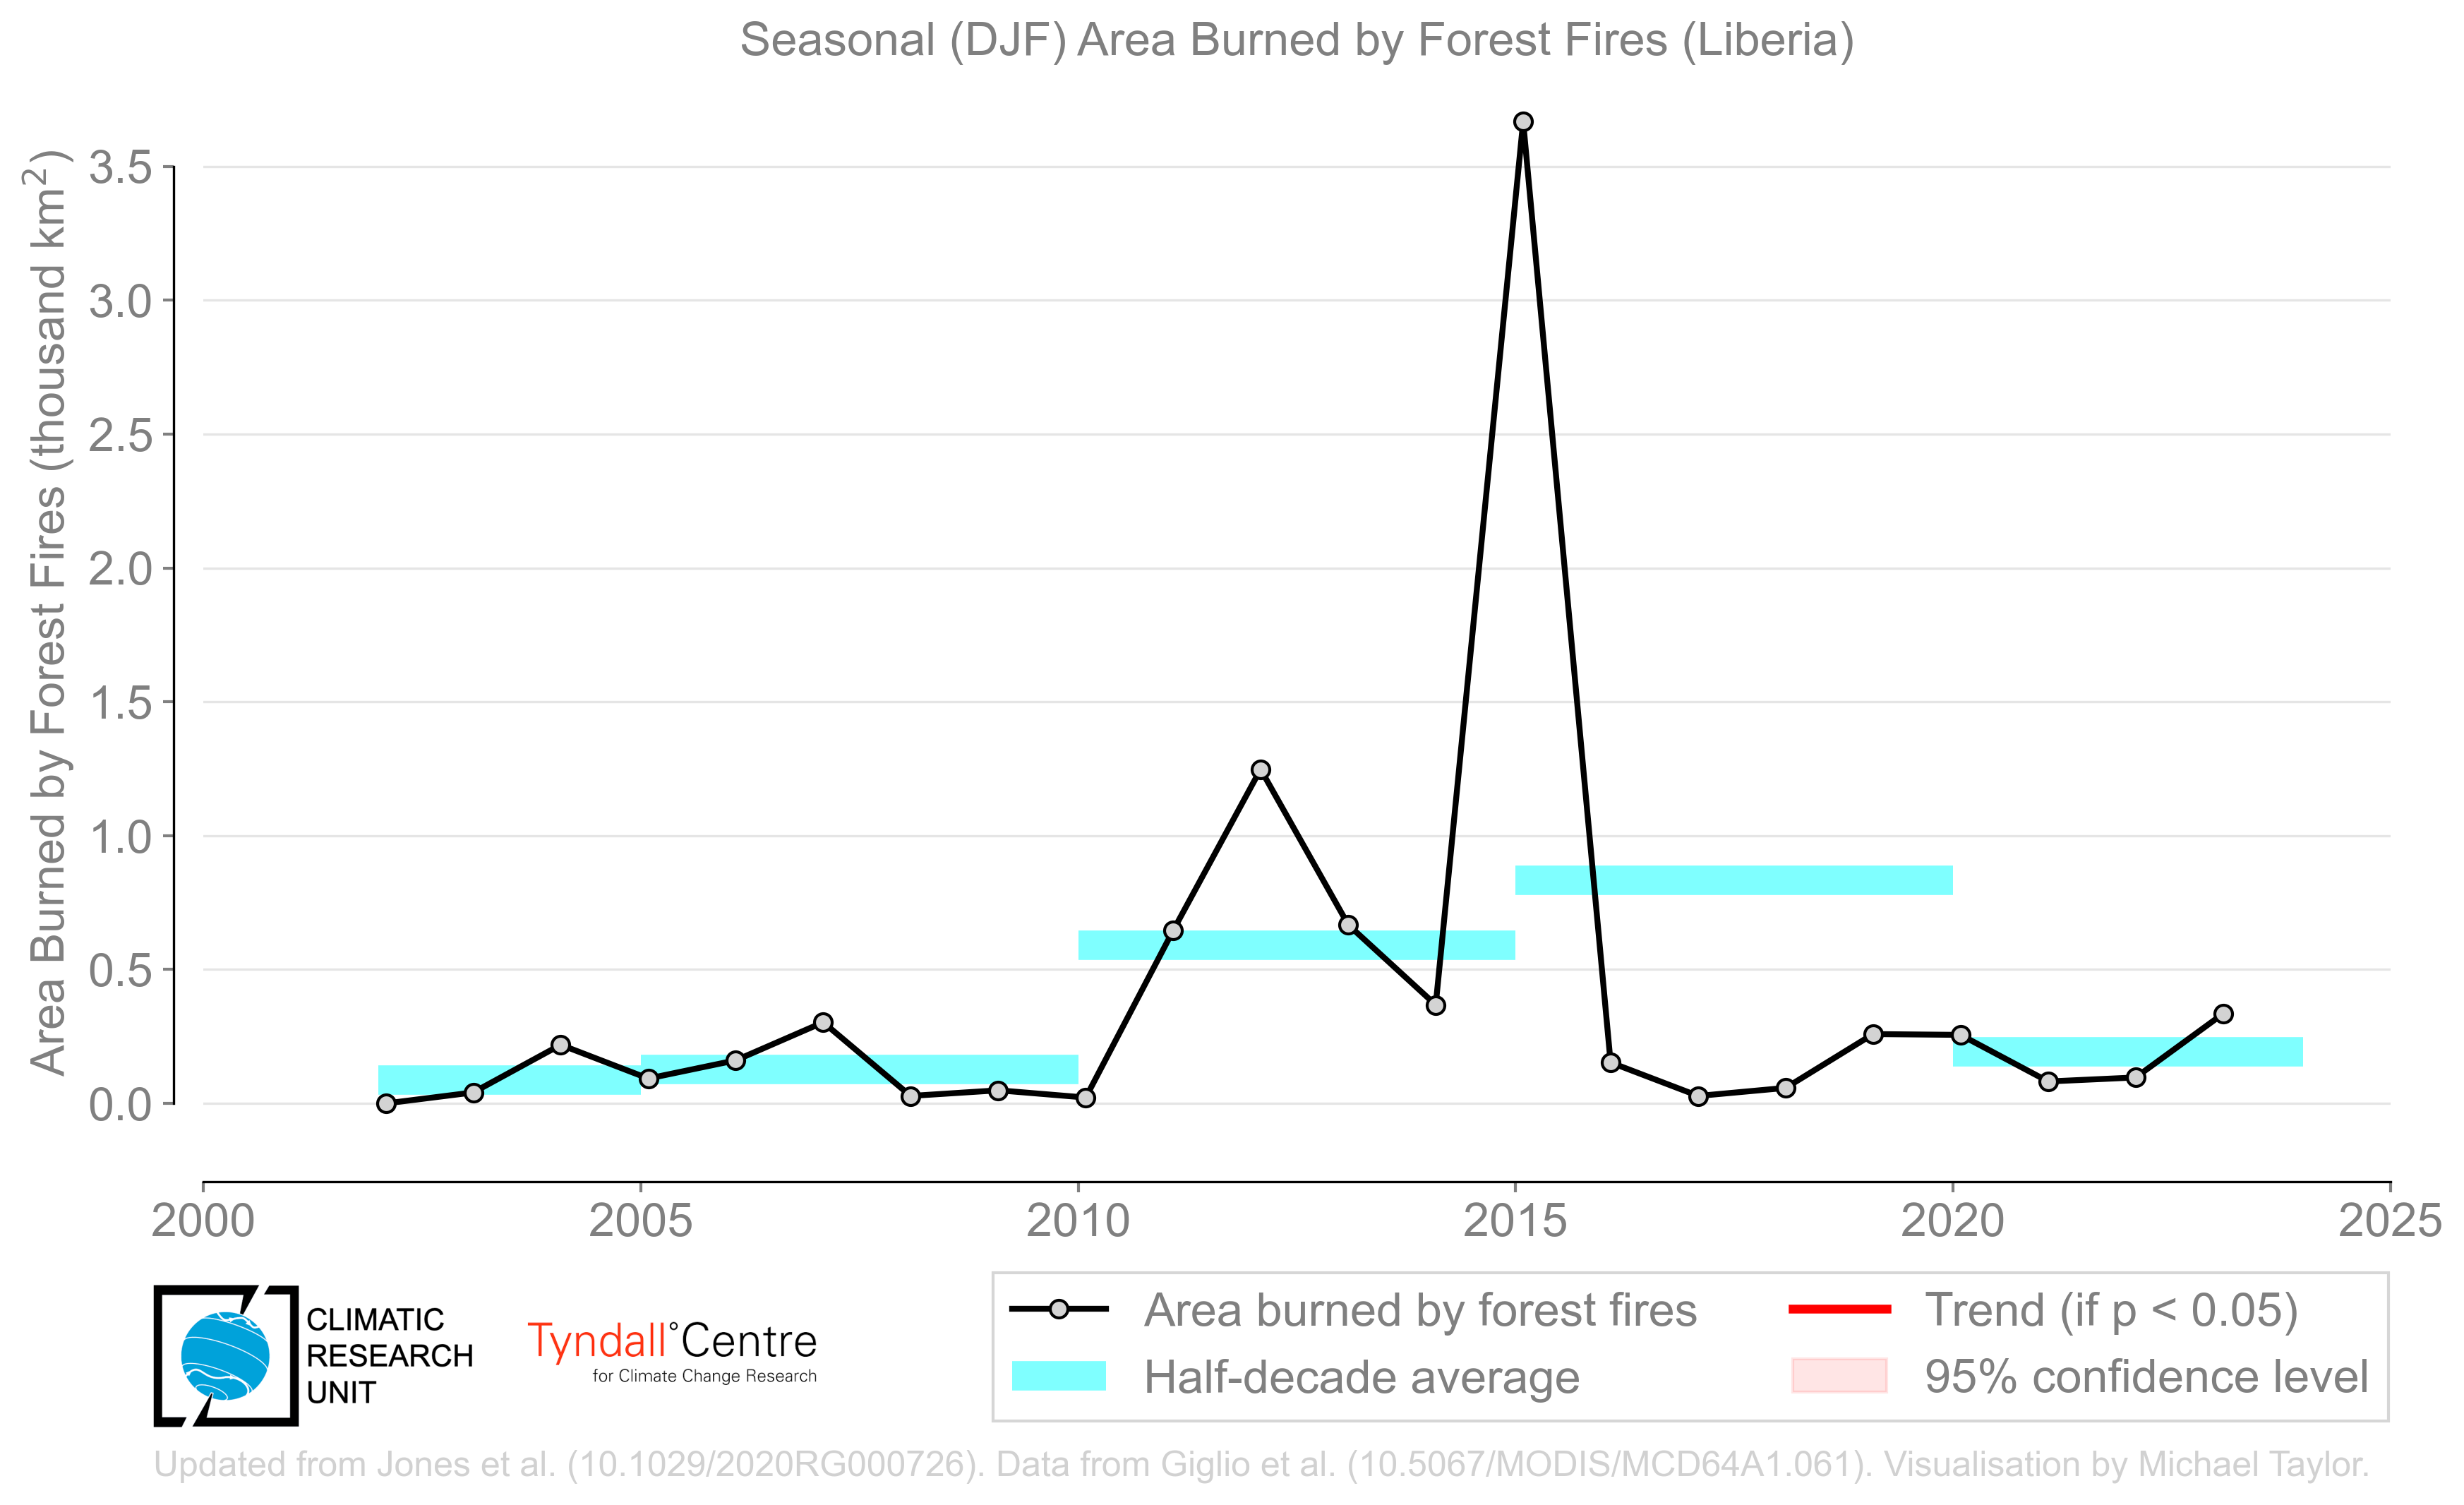 Seasonal (DJF) Area Burned by Forest Fires (Liberia)
Area Burned by Forest Fires (thousand km²)
3.5
3.0
2.5
2.0
1.5
1.0
0.5
0.0
2000 2005 2010 2015 2020 2025
Area burned by forest fires
Trend (if p < 0.05)
Half-decade average
95% confidence level
CLIMATIC
RESEARCH
UNIT
Tyndall°Centre
for Climate Change Research
Updated from Jones et al. (10.1029/2020RG000726). Data from Giglio et al. (10.5067/MODIS/MCD64A1.061). Visualisation by Michael Taylor.